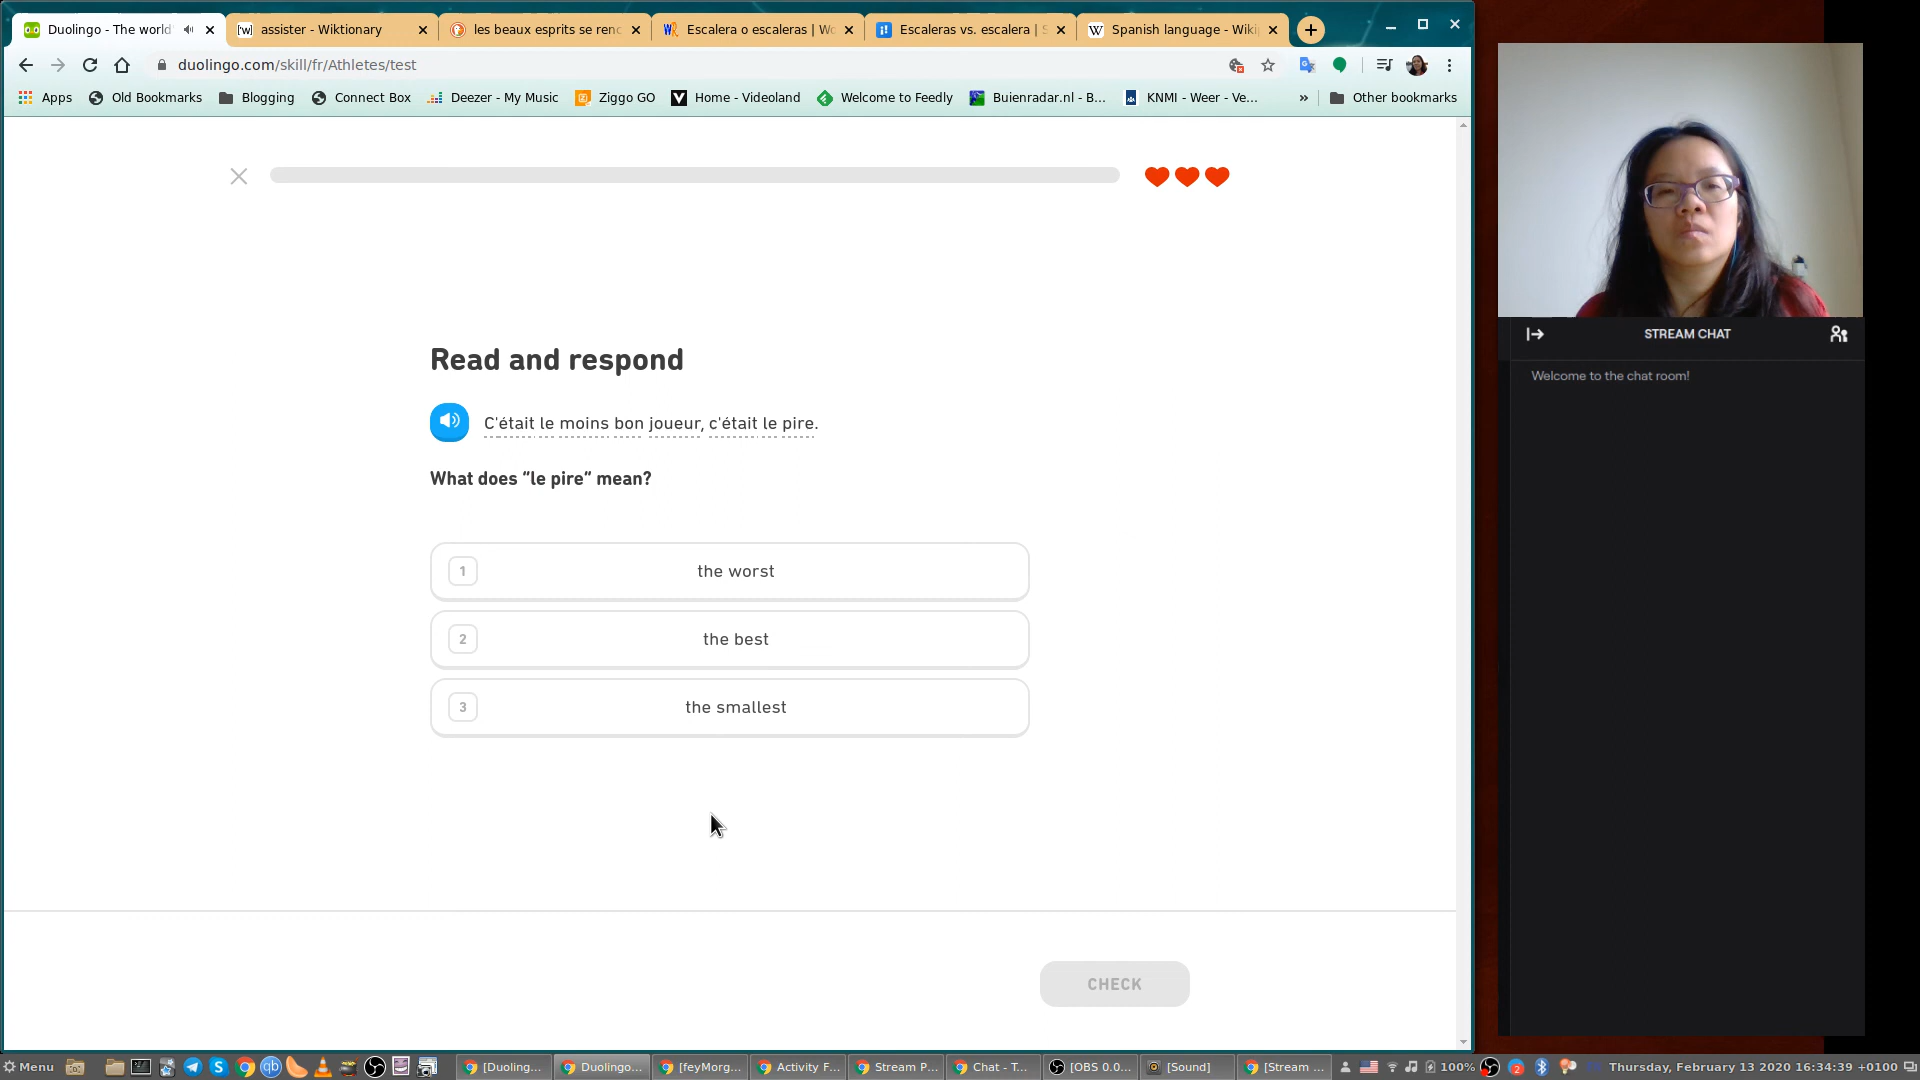 Duolingo - The world'
assister - Wiktionary
les beaux esprits se renc
Escalera o escaleras | Wo
Escaleras vs. escalera | S
Spanish language - Wiki
duolingo.com/skill/fr/Athletes/test
Apps
Old Bookmarks
Blogging
Connect Box
Deezer - My Music
Ziggo GO
Home - Videoland
Welcome to Feedly
Buienradar.nl - B...
KNMI - Weer - Ve...
»
Other bookmarks
Read and respond
C'était le moins bon joueur, c'était le pire.
What does “le pire” mean?
1 the worst
2 the best
3 the smallest
CHECK
STREAM CHAT
Welcome to the chat room!
Menu
[Duoling...
Duolingo...
[feyMorg...
Activity F...
Stream P...
Chat - T...
[OBS 0.0...
[Sound]
[Stream ...
100%
2
Thursday, February 13 2020 16:34:39 +0100